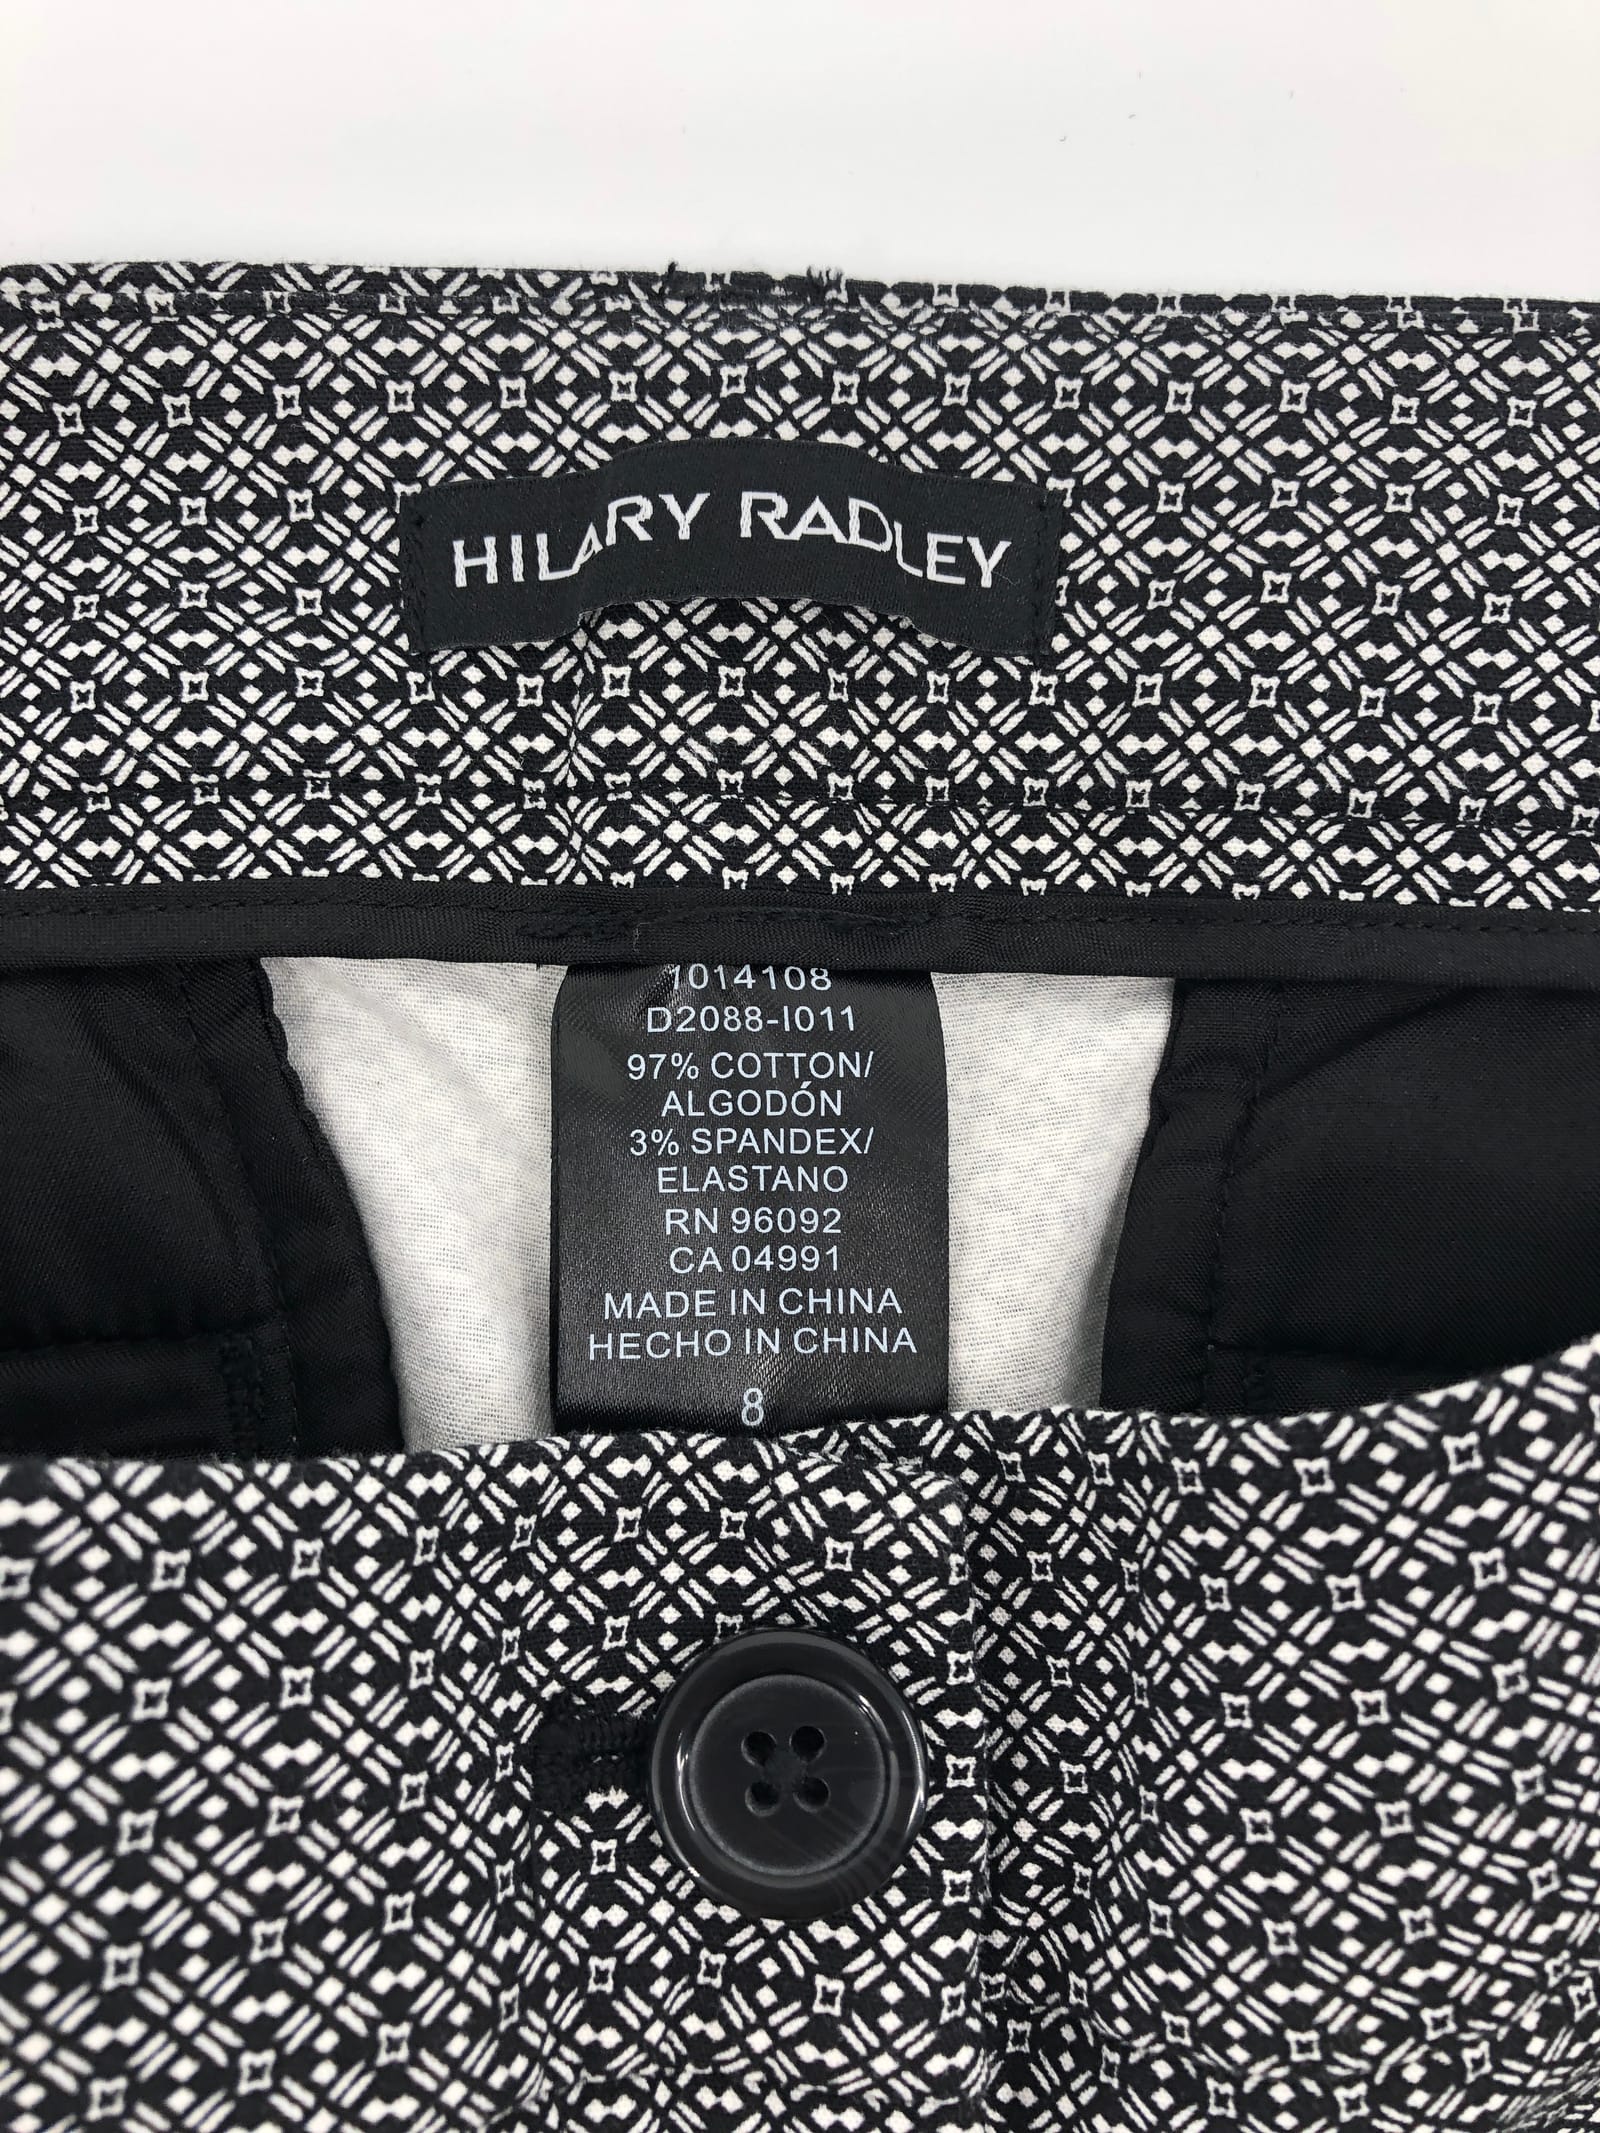 HILARY RADLEY
1014108
D2088-I011
97% COTTON/
ALGODÓN
3% SPANDEX/
ELASTANO
RN 96092
CA 04991
MADE IN CHINA
HECHO IN CHINA
8